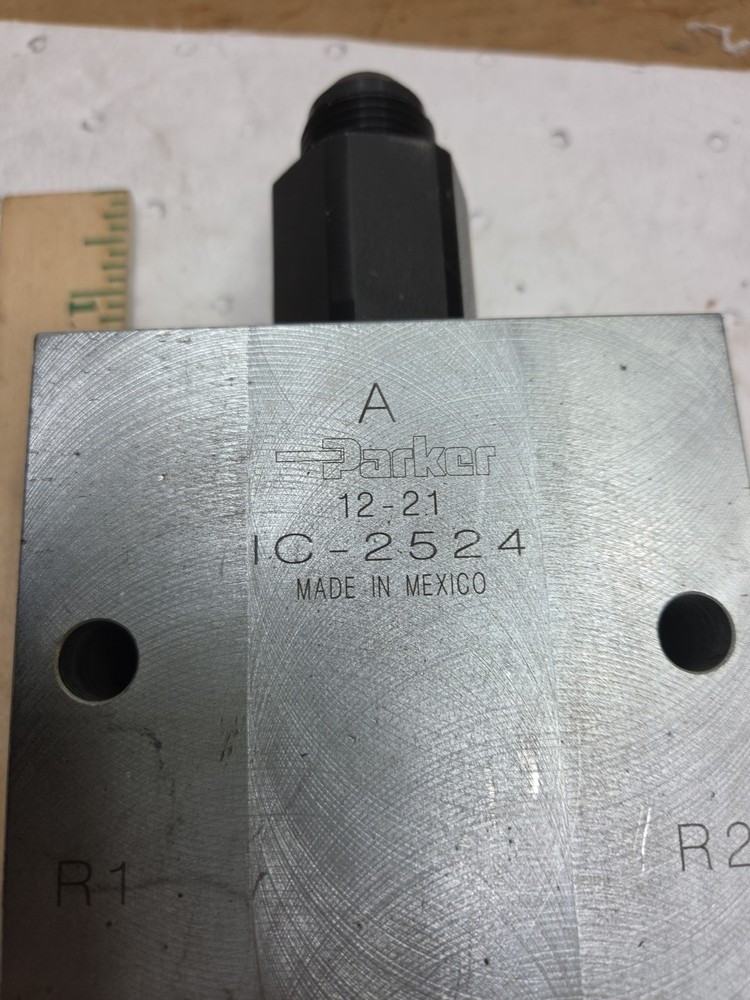 A
Parker
12-21
IC-2524
MADE IN MEXICO
R1
R2